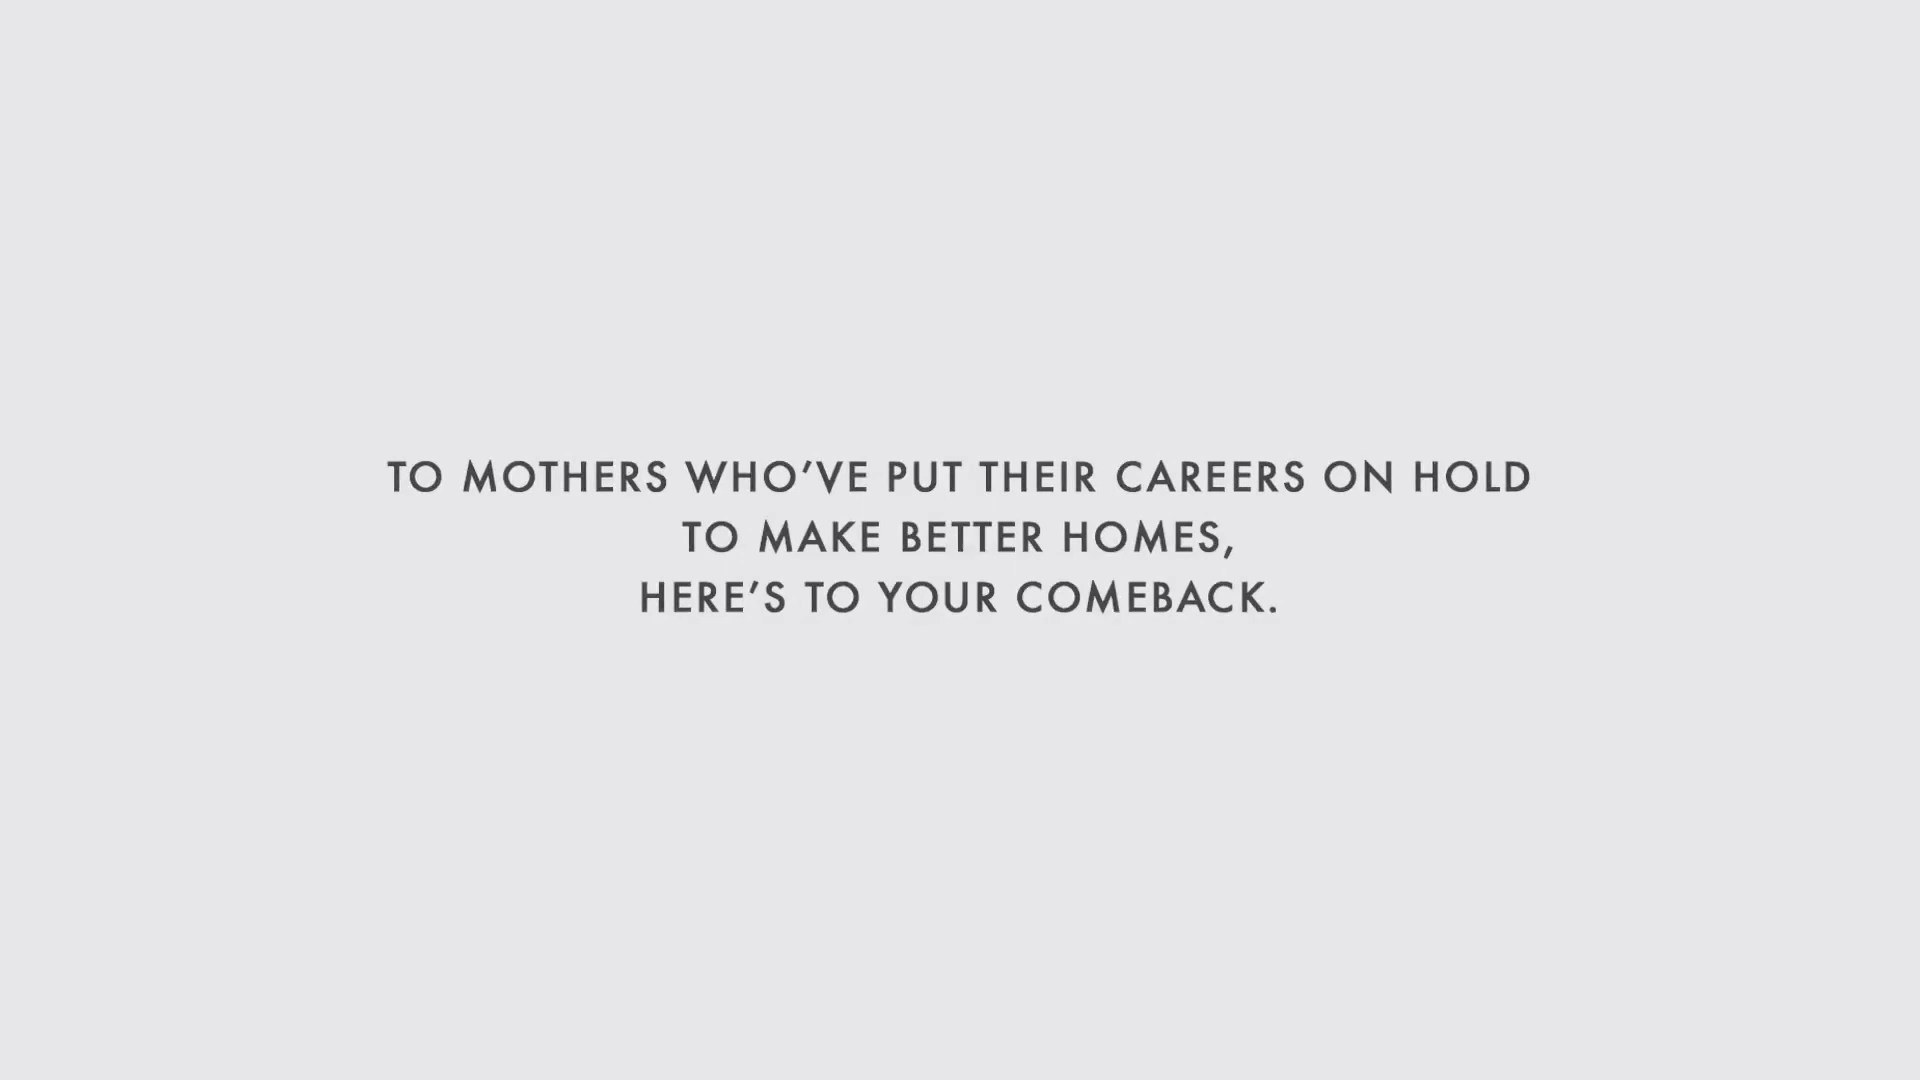 TO MOTHERS WHO’VE PUT THEIR CAREERS ON HOLD
TO MAKE BETTER HOMES,
HERE’S TO YOUR COMEBACK.